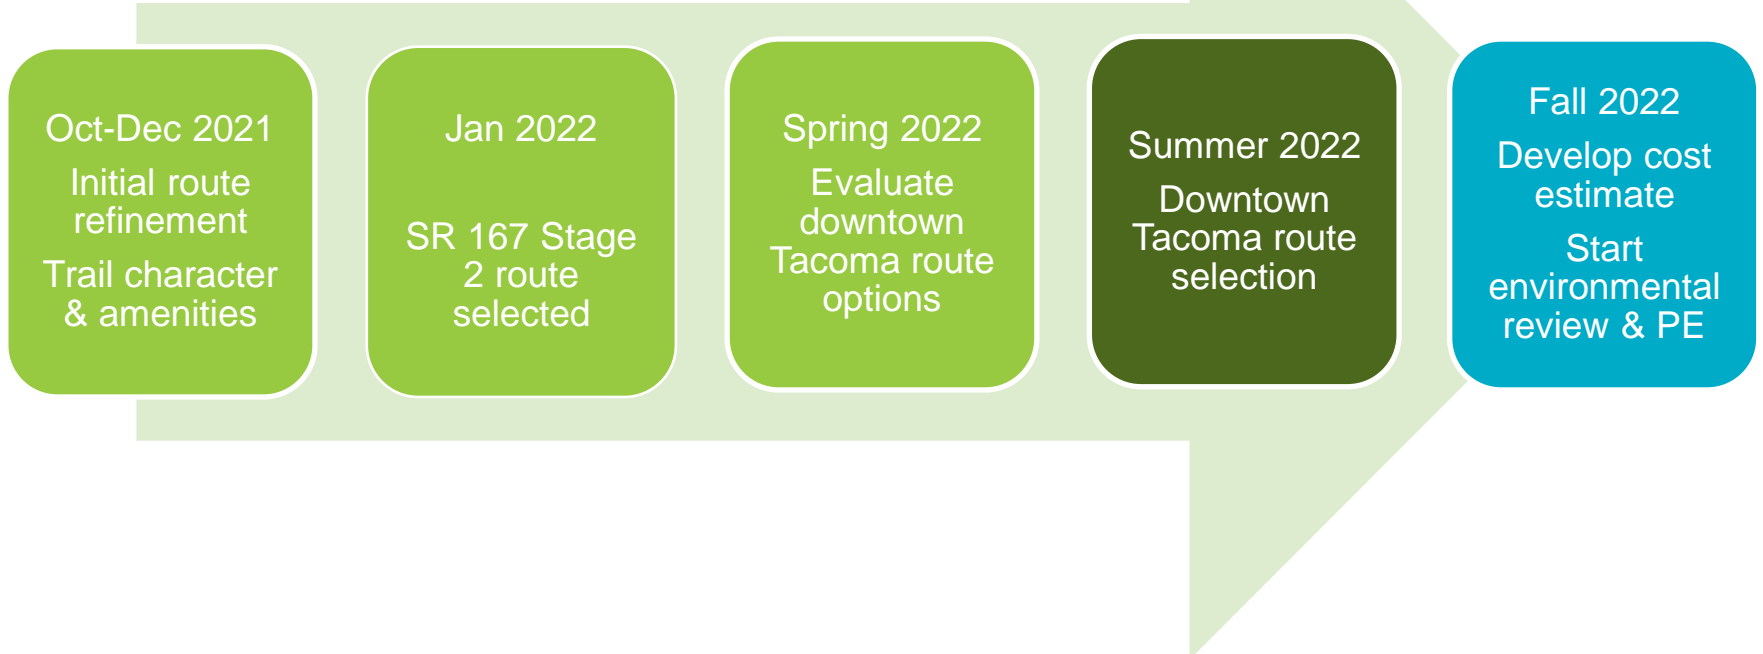 Oct-Dec 2021
Initial route
refinement
Trail character
& amenities
Jan 2022
SR 167 Stage
2 route
selected
Spring 2022
Evaluate
downtown
Tacoma route
options
Summer 2022
Downtown
Tacoma route
selection
Fall 2022
Develop cost
estimate
Start
environmental
review & PE